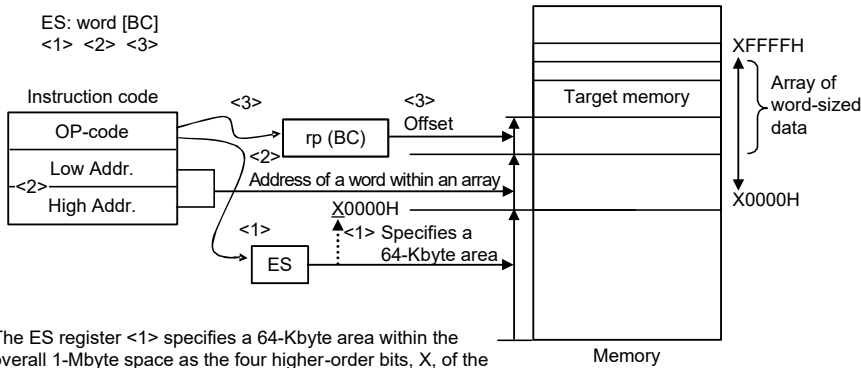 ES: word [BC]
<1> <2> <3>
XFFFFH
Array of
word-sized
data
Instruction code
<3>
<3>
Target memory
OP-code
rp (BC)
Offset
<2>
Low Addr.
<2>
Address of a word within an array
High Addr.
X0000H
X0000H
<1>
<1> Specifies a
64-Kbyte area
ES
The ES register <1> specifies a 64-Kbyte area within the
overall 1-Mbyte space as the four higher-order bits, X, of the
Memory